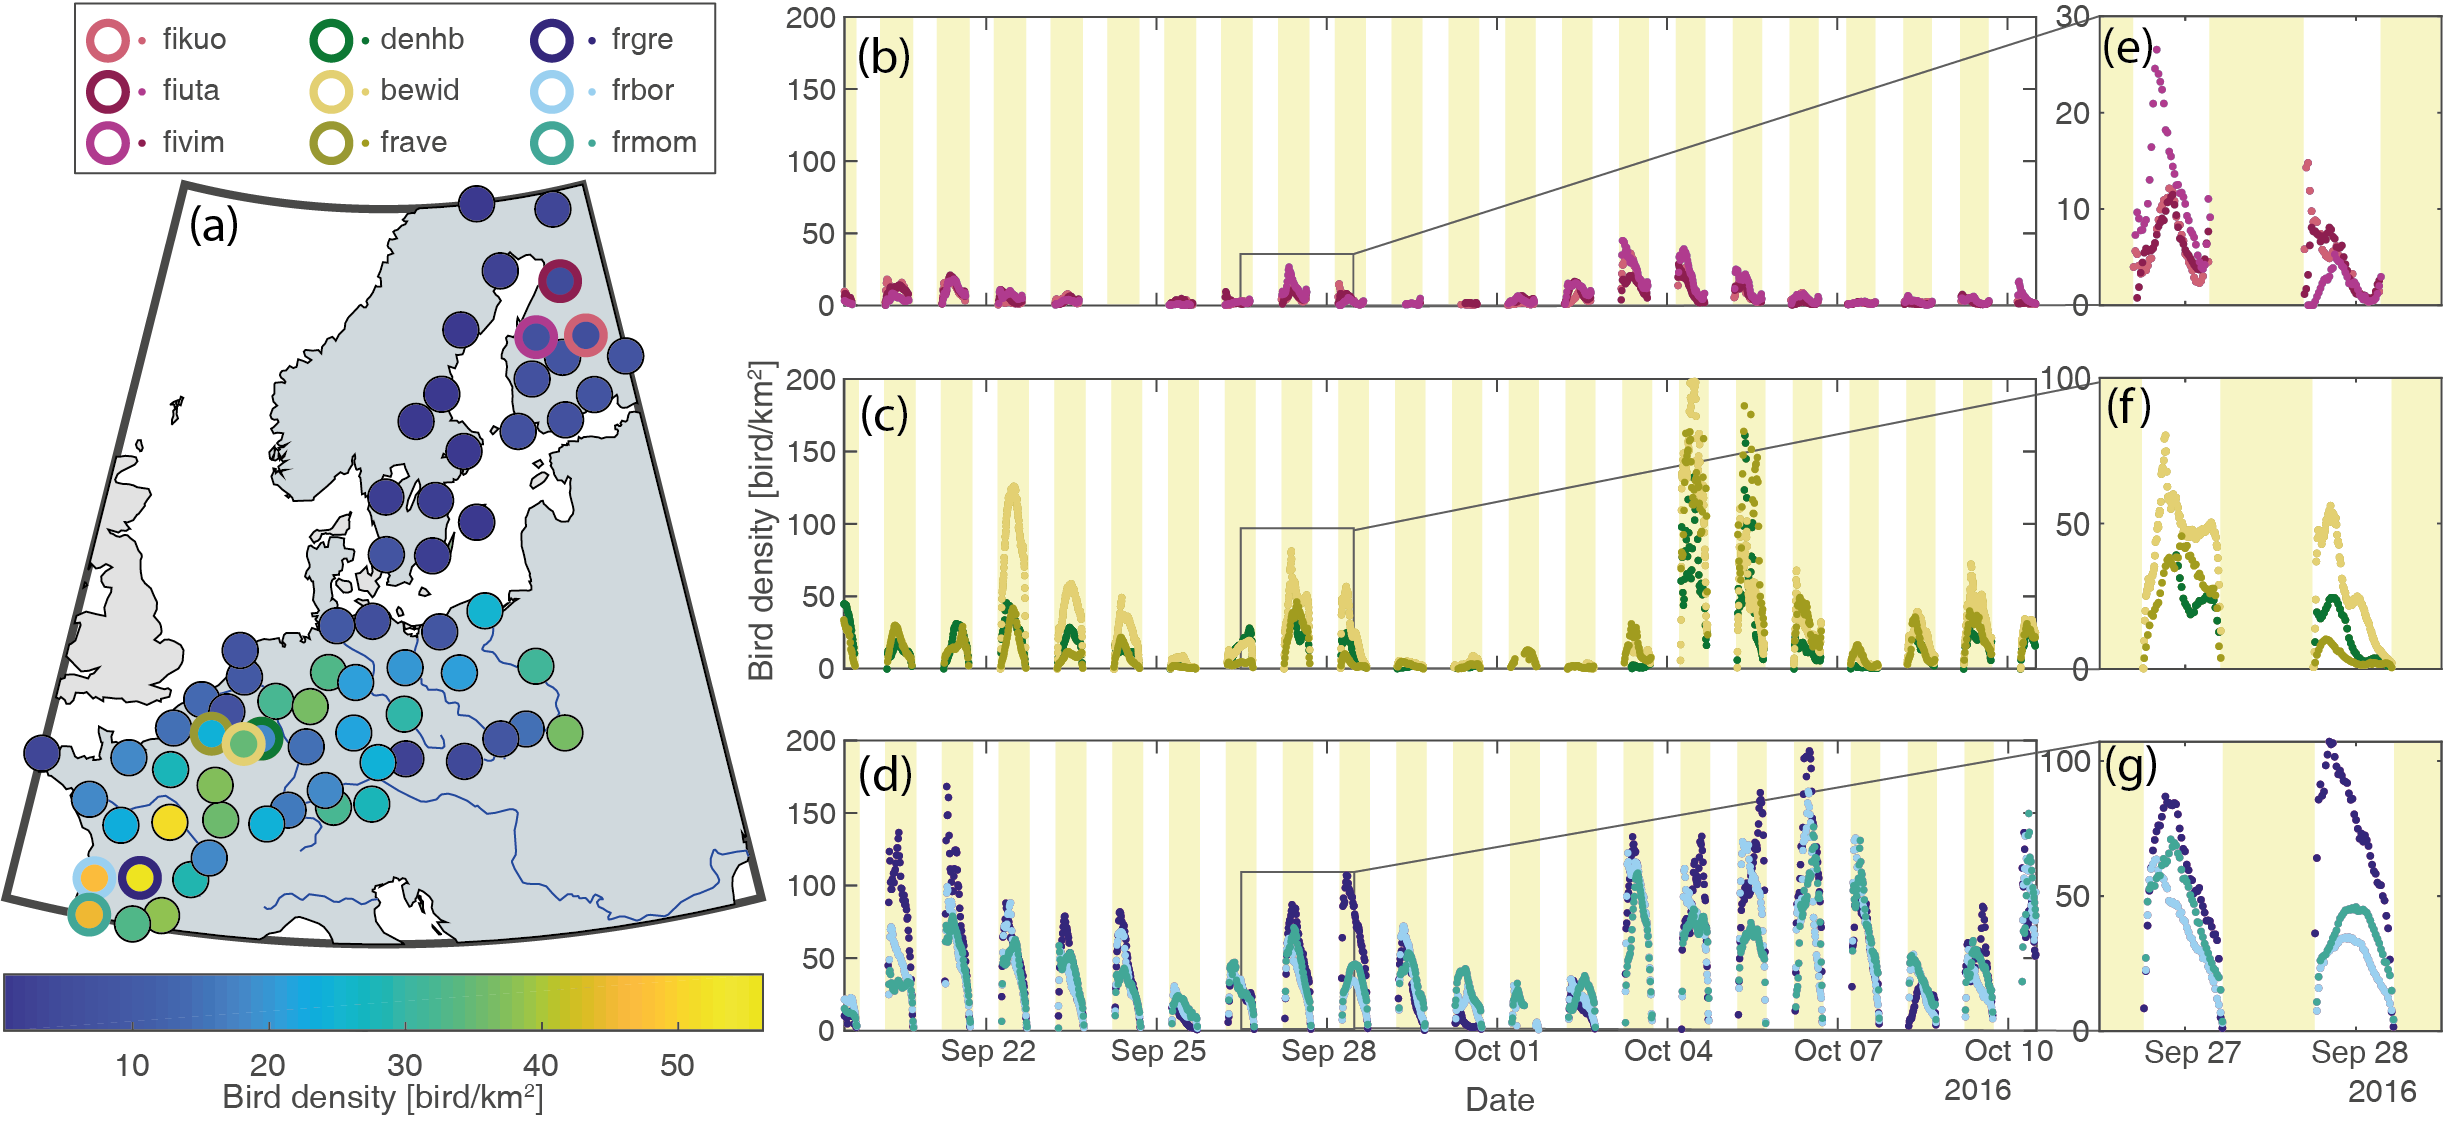 fikuo
denhb
frgre
fiuta
bewid
frbor
fivim
frave
frmom
(a)
10
20
30
40
50
Bird density [bird/km²]
200
150
100
50
0
(b)
30
20
10
0
(e)
Bird density [bird/km²]
200
150
100
50
0
(c)
100
50
0
(f)
200
150
100
50
0
(d)
100
50
0
(g)
Sep 22
Sep 25
Sep 28
Oct 01
Oct 04
Oct 07
Oct 10
2016
Date
Sep 27
Sep 28
2016